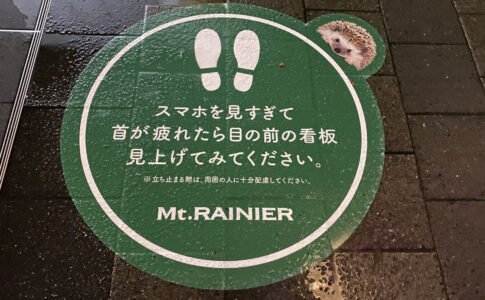 スマホを見すぎて
首が疲れたら目の前の看板
見上げてみてください。
※立ち止まる際は、周囲の人に十分配慮してください。
Mt.RAINIER